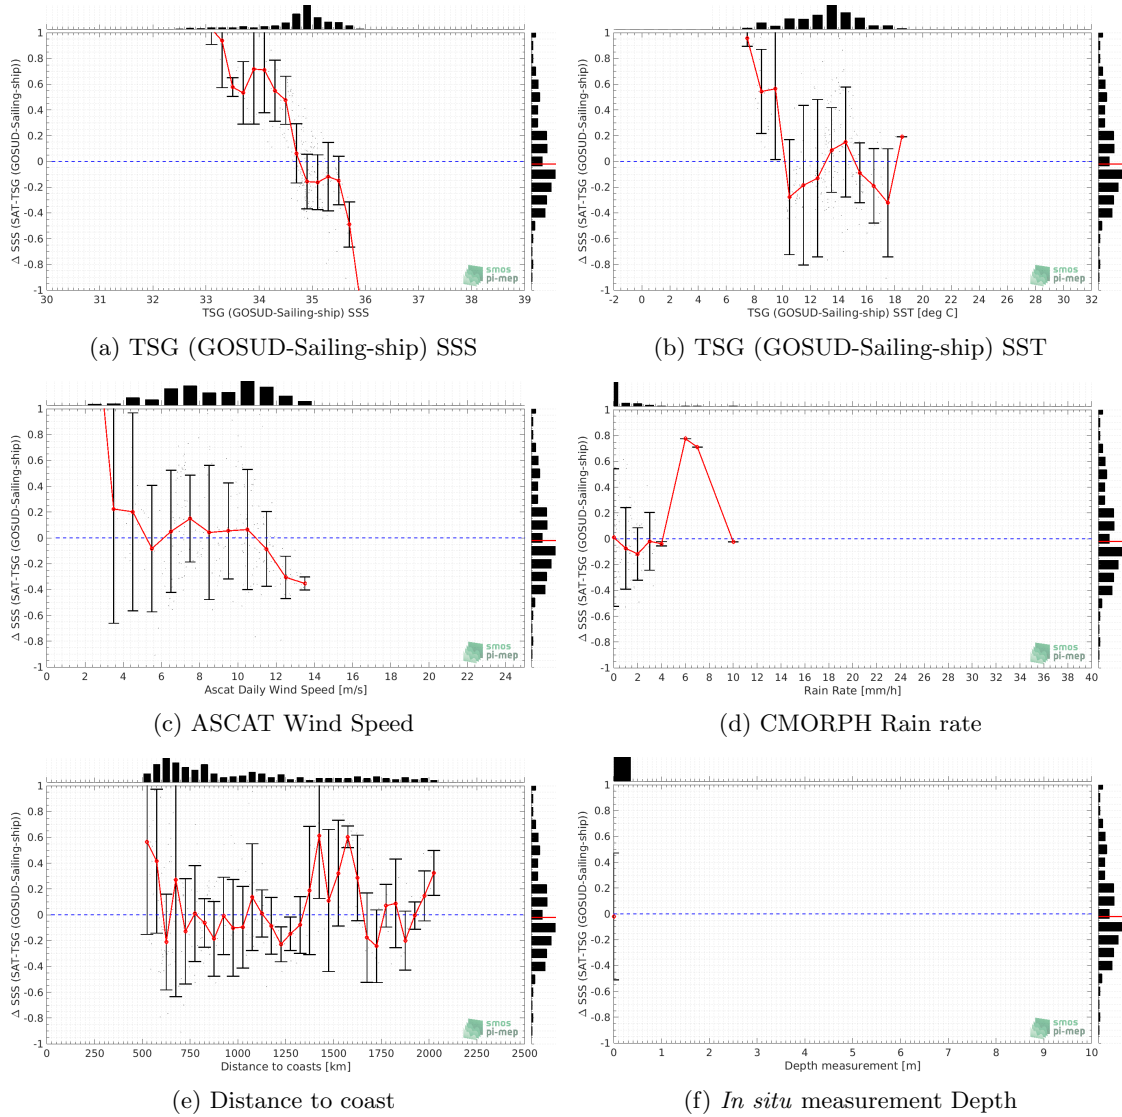 Δ SSS (SAT-TSG (GOSUD-Sailing-ship))
1
0.8
0.6
0.4
0.2
0
-0.2
-0.4
-0.6
-0.8
-1
smos
pi-mep
30 31 32 33 34 35 36 37 38 39
TSG (GOSUD-Sailing-ship) SSS
(a) TSG (GOSUD-Sailing-ship) SSS
Δ SSS (SAT-TSG (GOSUD-Sailing-ship))
1
0.8
0.6
0.4
0.2
0
-0.2
-0.4
-0.6
-0.8
-1
smos
pi-mep
-2 0 2 4 6 8 10 12 14 16 18 20 22 24 26 28 30 32
TSG (GOSUD-Sailing-ship) SST [deg C]
(b) TSG (GOSUD-Sailing-ship) SST
Δ SSS (SAT-TSG (GOSUD-Sailing-ship))
1
0.8
0.6
0.4
0.2
0
-0.2
-0.4
-0.6
-0.8
-1
smos
pi-mep
0 2 4 6 8 10 12 14 16 18 20 22 24
Ascat Daily Wind Speed [m/s]
(c) ASCAT Wind Speed
Δ SSS (SAT-TSG (GOSUD-Sailing-ship))
1
0.8
0.6
0.4
0.2
0
-0.2
-0.4
-0.6
-0.8
-1
smos
pi-mep
0 2 4 6 8 10 12 14 16 18 20 22 24 26 28 30 32 34 36 38 40
Rain Rate [mm/h]
(d) CMORPH Rain rate
Δ SSS (SAT-TSG (GOSUD-Sailing-ship))
1
0.8
0.6
0.4
0.2
0
-0.2
-0.4
-0.6
-0.8
-1
smos
pi-mep
0 250 500 750 1000 1250 1500 1750 2000 2250 2500
Distance to coasts [km]
(e) Distance to coast
Δ SSS (SAT-TSG (GOSUD-Sailing-ship))
1
0.8
0.6
0.4
0.2
0
-0.2
-0.4
-0.6
-0.8
-1
smos
pi-mep
0 1 2 3 4 5 6 7 8 9 10
Depth measurement [m]
(f) In situ measurement Depth